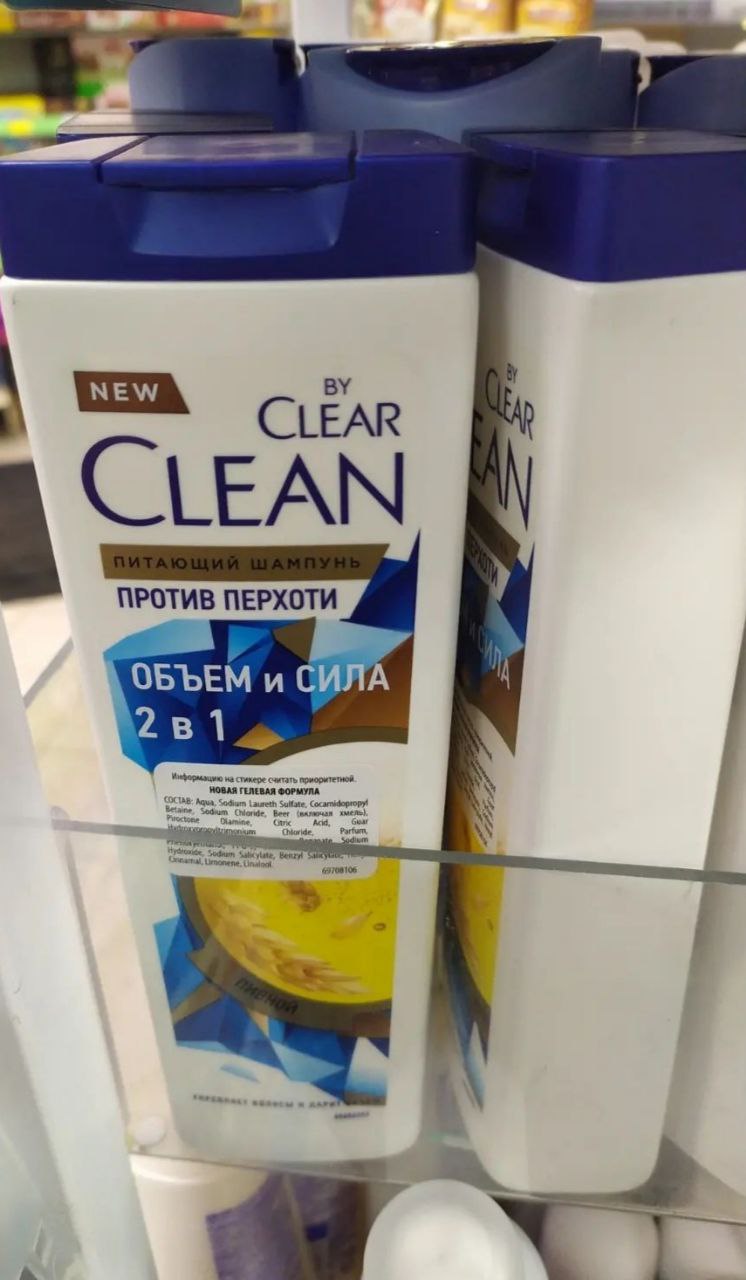 NEW
BY
CLEAR
CLEAN
ПИТАЮЩИЙ ШАМПУНЬ
ПРОТИВ ПЕРХОТИ
ОБЪЕМ и СИЛА
2 в 1
Информацию на стикере считать приоритетной.
НОВАЯ ГЕЛЕВАЯ ФОРМУЛА
СОСТАВ: Aqua, Sodium Laureth Sulfate, Cocamidopropyl
Betaine, Sodium Chloride, Beer (включая хмель),
Piroctone Olamine, Citric Acid, Guar
Hydroxypropyltrimonium Chloride, Parfum,
Sodium
Hydroxide, Sodium Salicylate, Benzyl Salicylate,
Cinnamal, Limonene, Linalool.
69708106
ПИВНОЙ
BY
CLEAR
EAN
ЕРХОТИ
и СИЛА